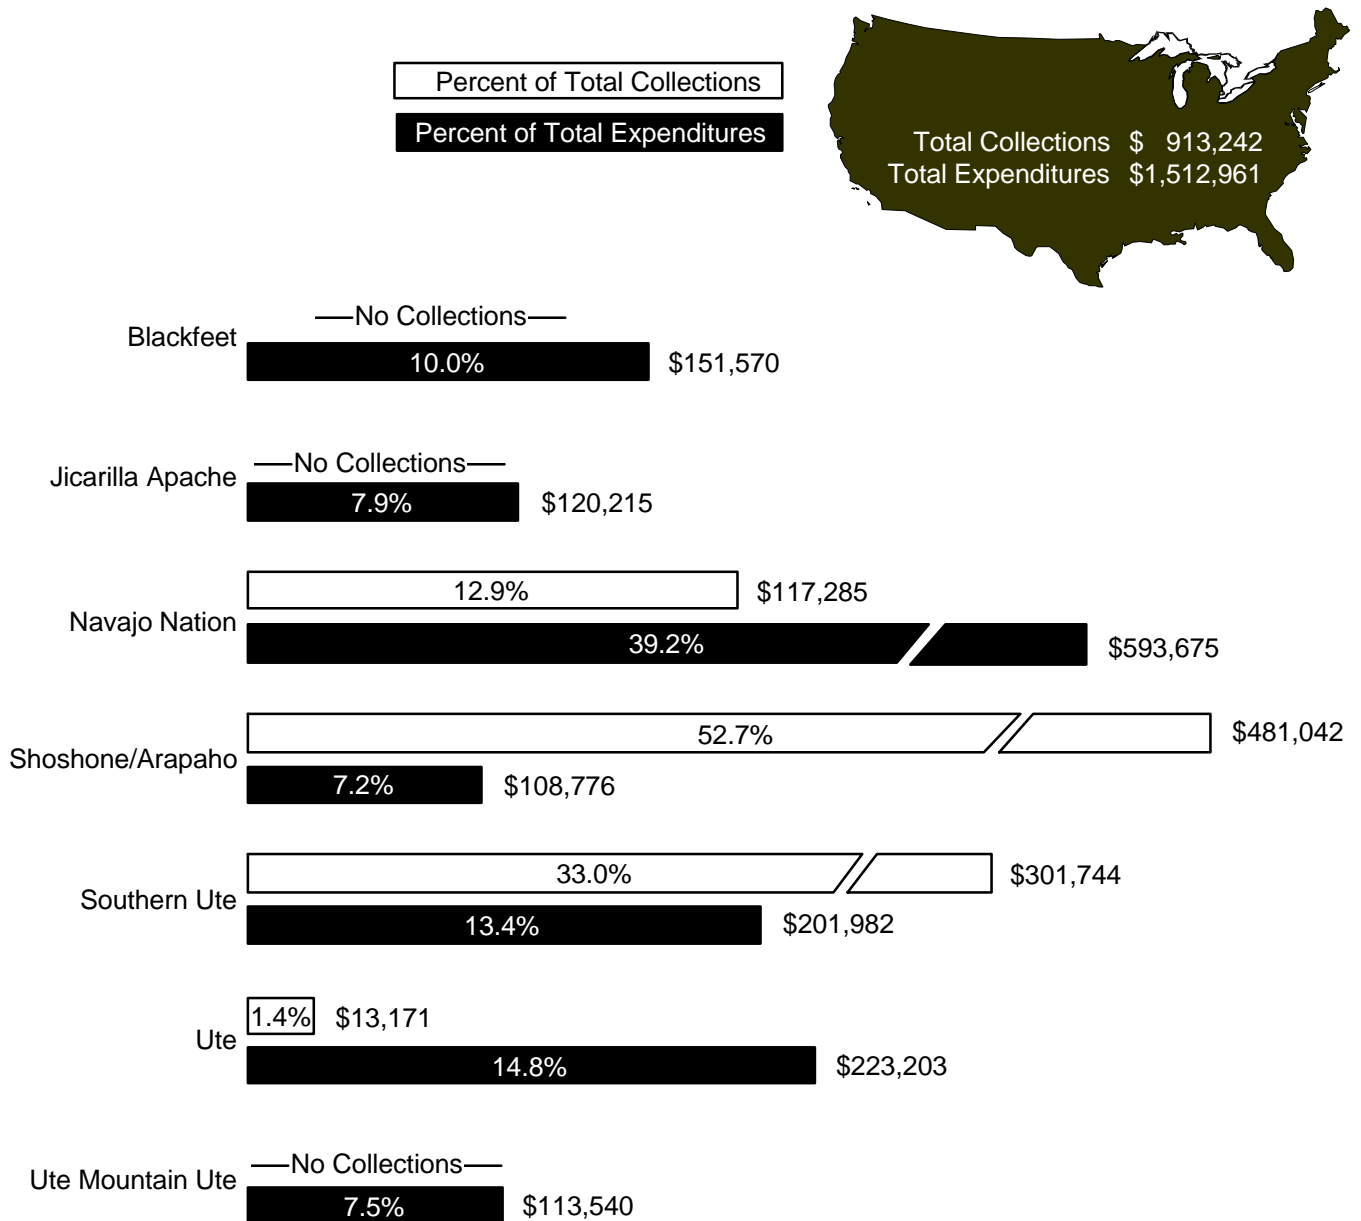 Percent of Total Collections
Percent of Total Expenditures
Total Collections $ 913,242
Total Expenditures $1,512,961
Blackfeet
No Collections
10.0% $151,570
Jicarilla Apache
No Collections
7.9% $120,215
Navajo Nation
12.9% $117,285
39.2% $593,675
Shoshone/Arapaho
52.7% $481,042
7.2% $108,776
Southern Ute
33.0% $301,744
13.4% $201,982
Ute
1.4% $13,171
14.8% $223,203
Ute Mountain Ute
No Collections
7.5% $113,540